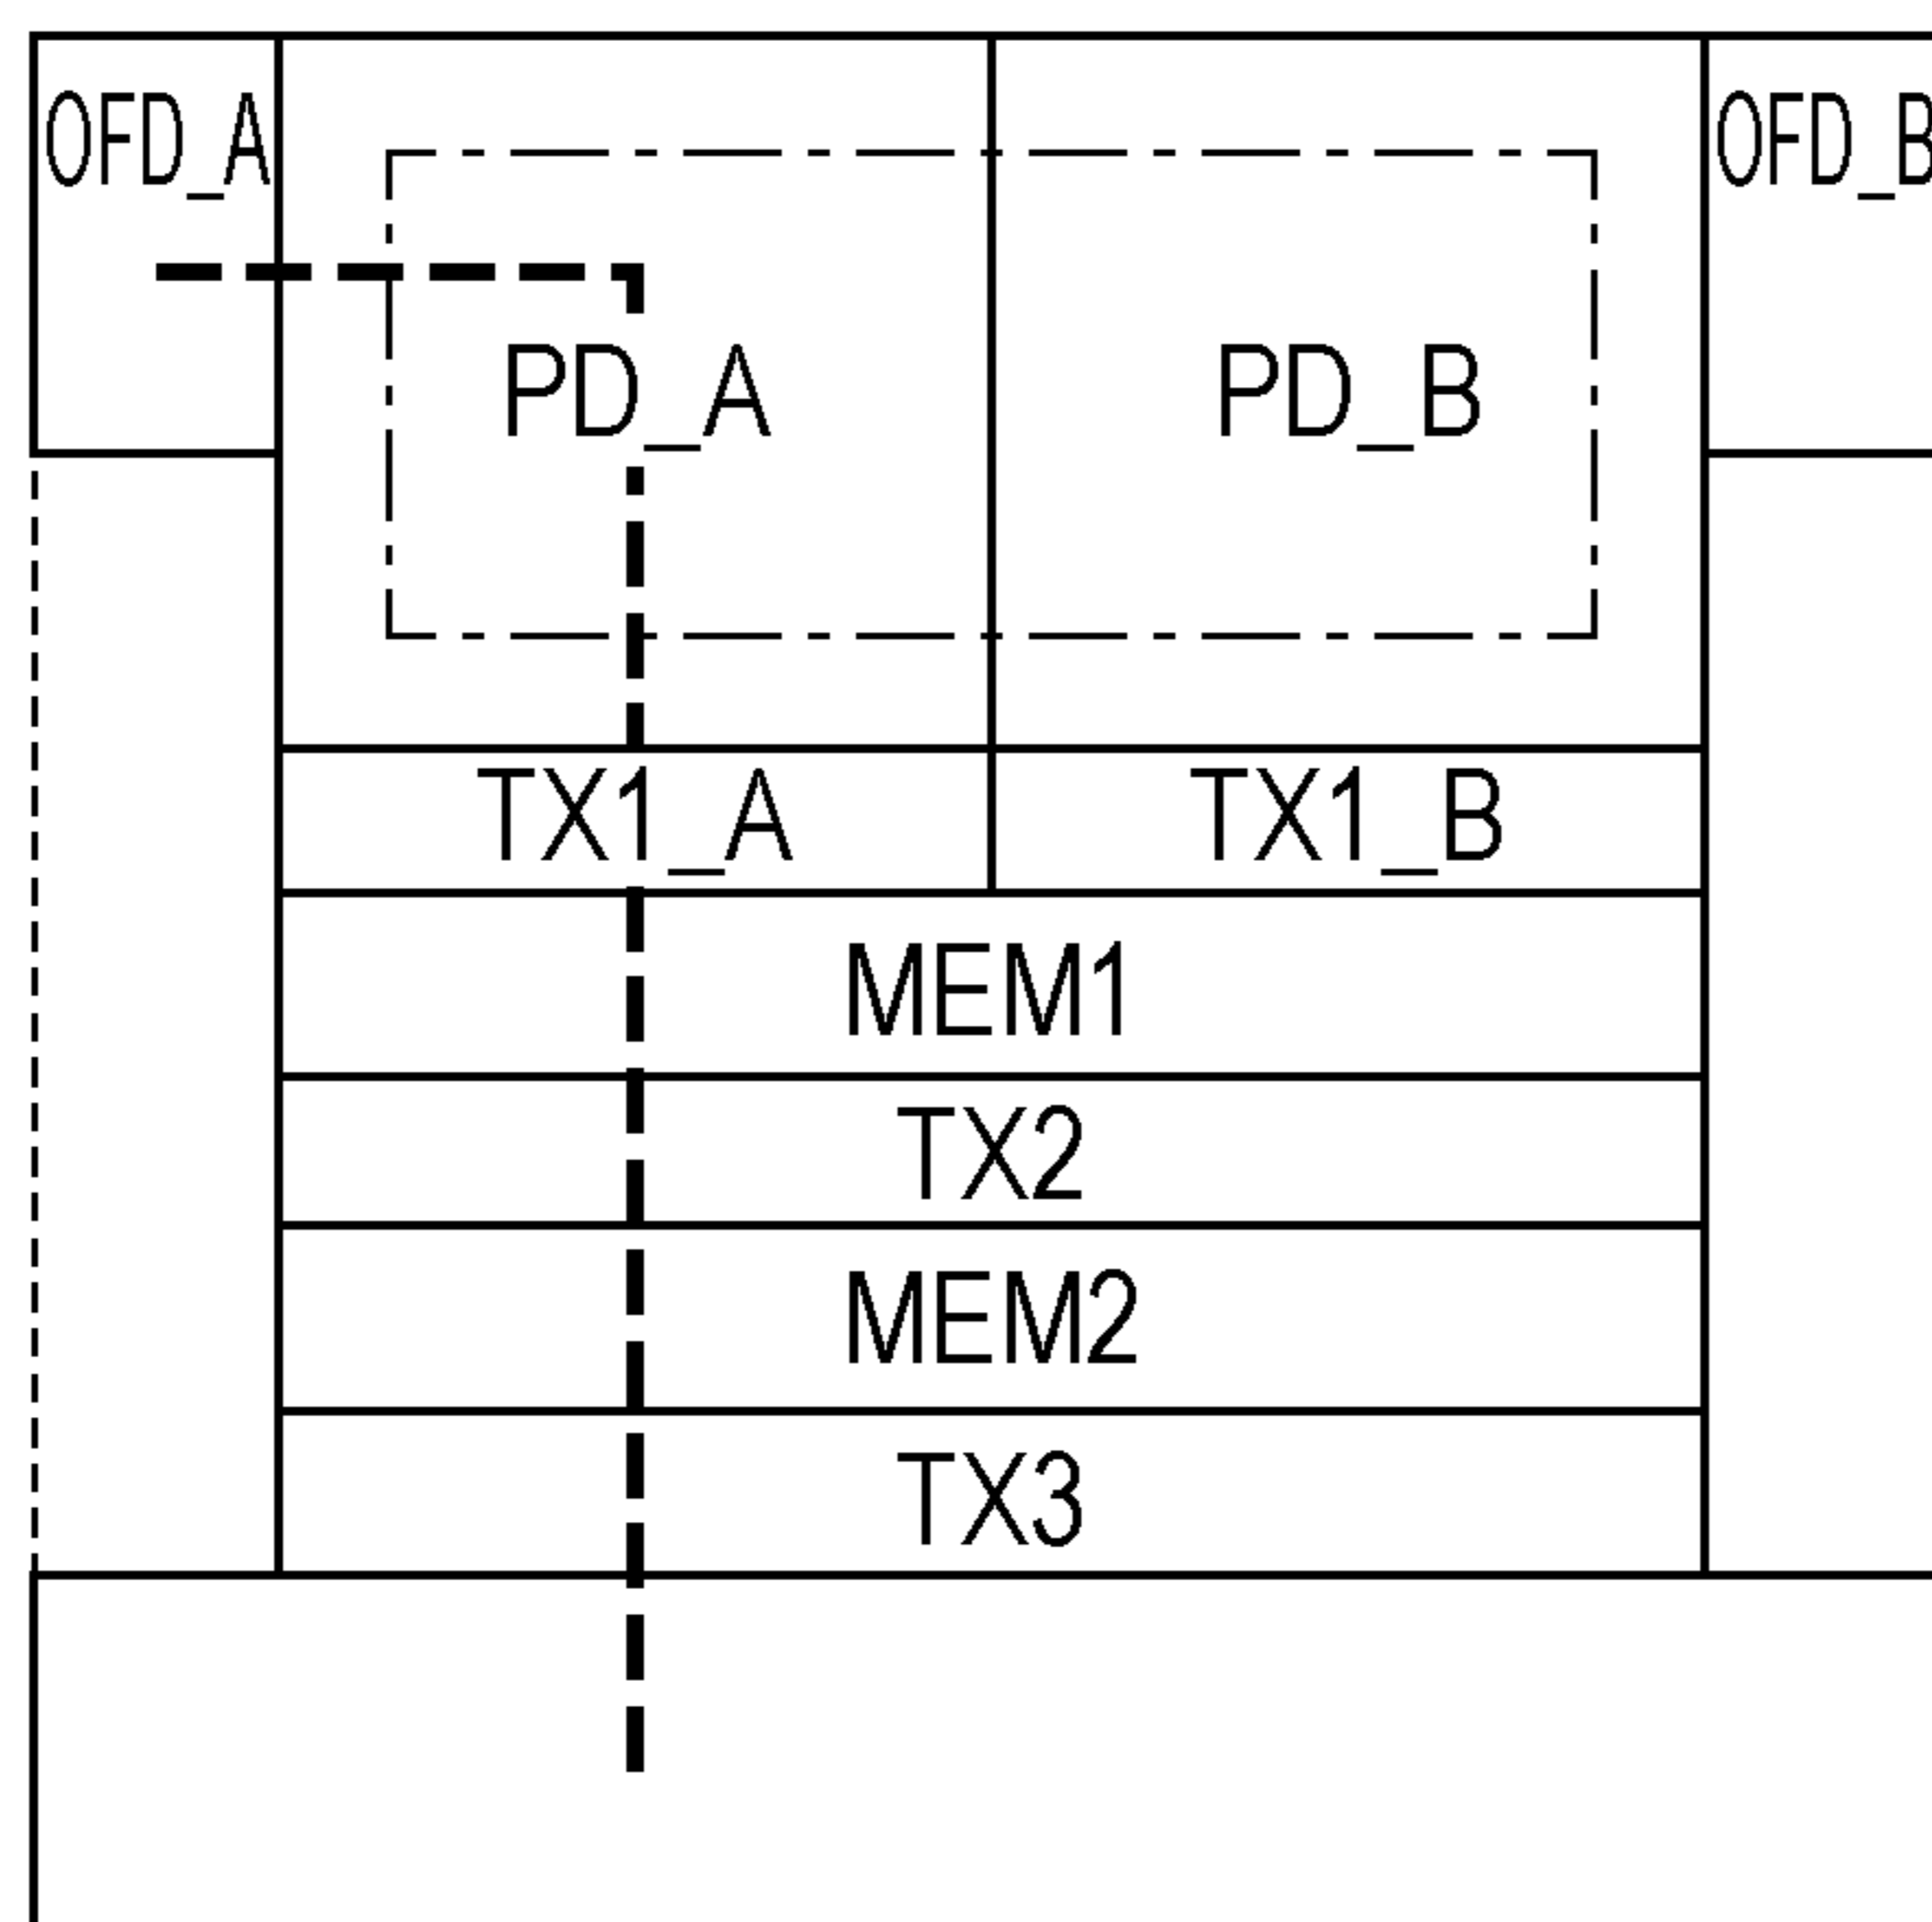 OFD_A
OFD_B
PD_A
PD_B
TX1_A
TX1_B
MEM1
TX2
MEM2
TX3